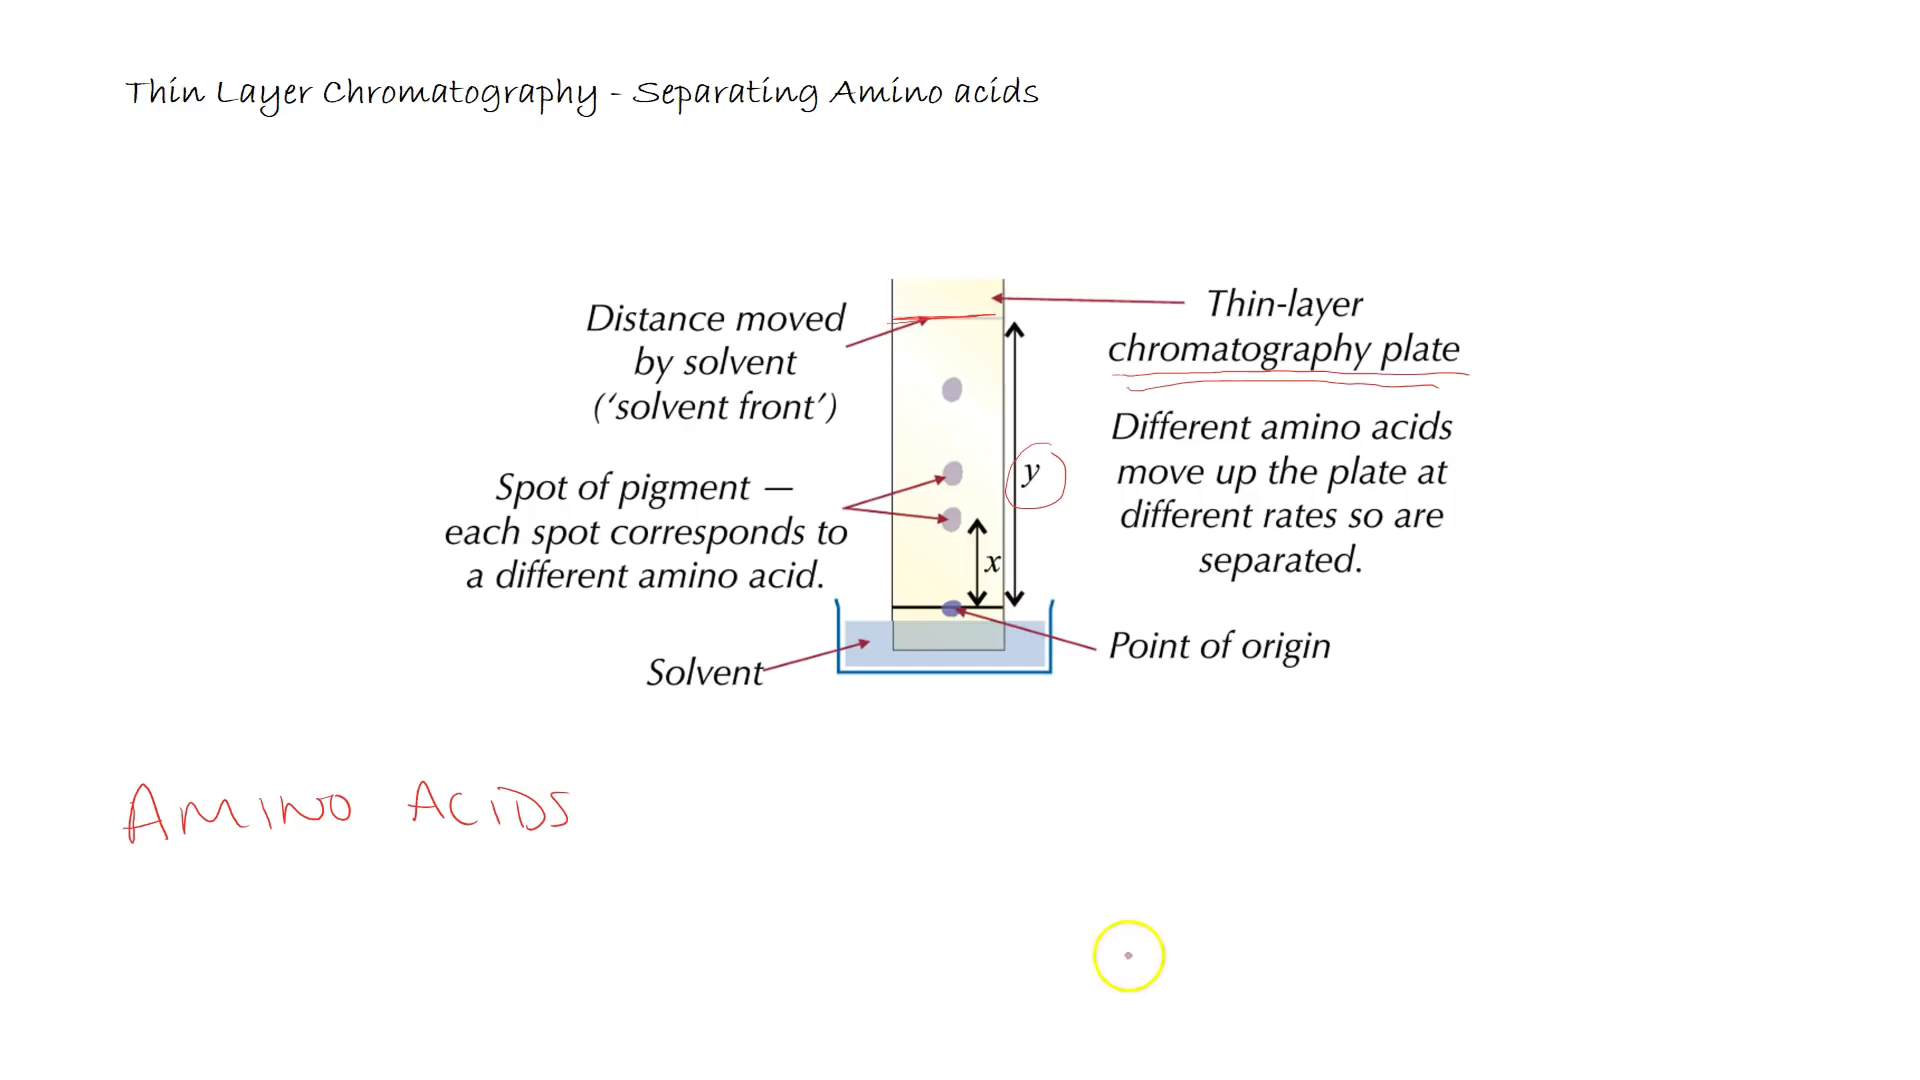 Thin Layer Chromatography - Separating Amino acids
Distance moved
by solvent
(‘solvent front’)
Spot of pigment —
each spot corresponds to
a different amino acid.
Solvent
y
x
Thin-layer
chromatography plate
Different amino acids
move up the plate at
different rates so are
separated.
Point of origin
AMINO ACIDS